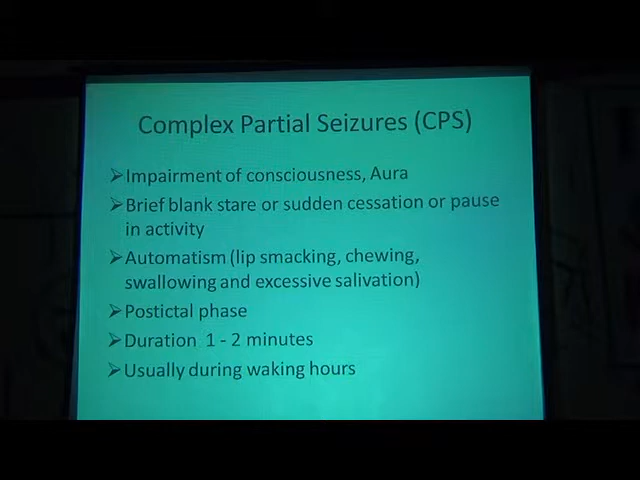 Complex Partial Seizures (CPS)
➢Impairment of consciousness, Aura
➢Brief blank stare or sudden cessation or pause
in activity
➢Automatism (lip smacking, chewing,
swallowing and excessive salivation)
➢Postictal phase
➢Duration 1 - 2 minutes
➢Usually during waking hours